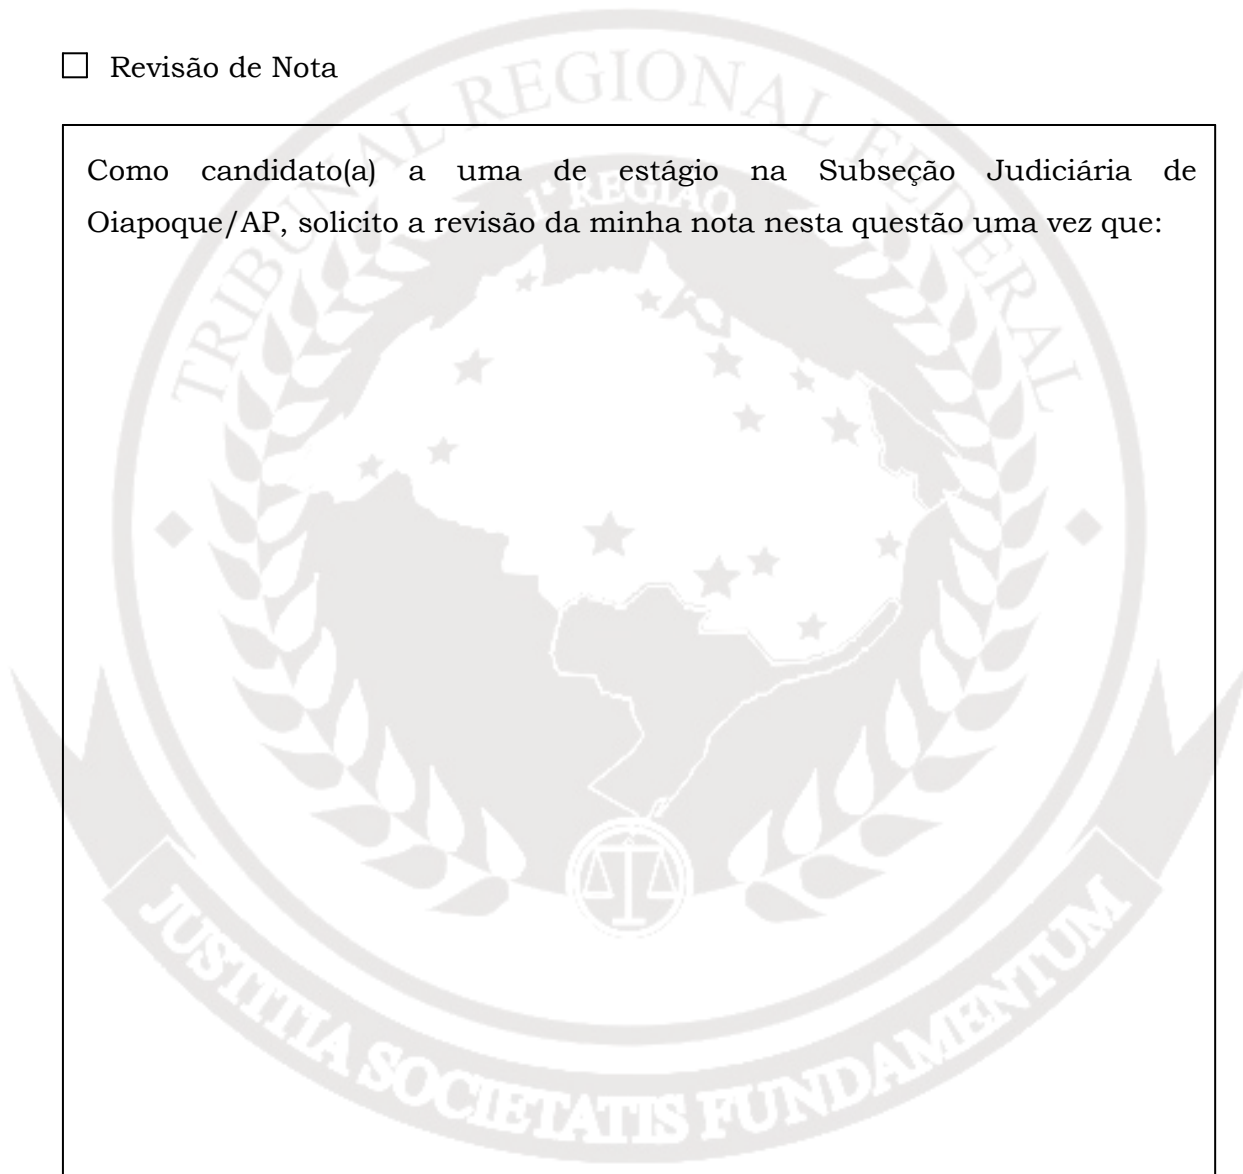 Revisão de Nota
Como candidato(a) a uma de estágio na Subseção Judiciária de
Oiapoque/AP, solicito a revisão da minha nota nesta questão uma vez que:
TRIBUNAL REGIONAL FEDERAL
1ª REGIÃO
JUSTITIA SOCIETATIS FUNDAMENTUM